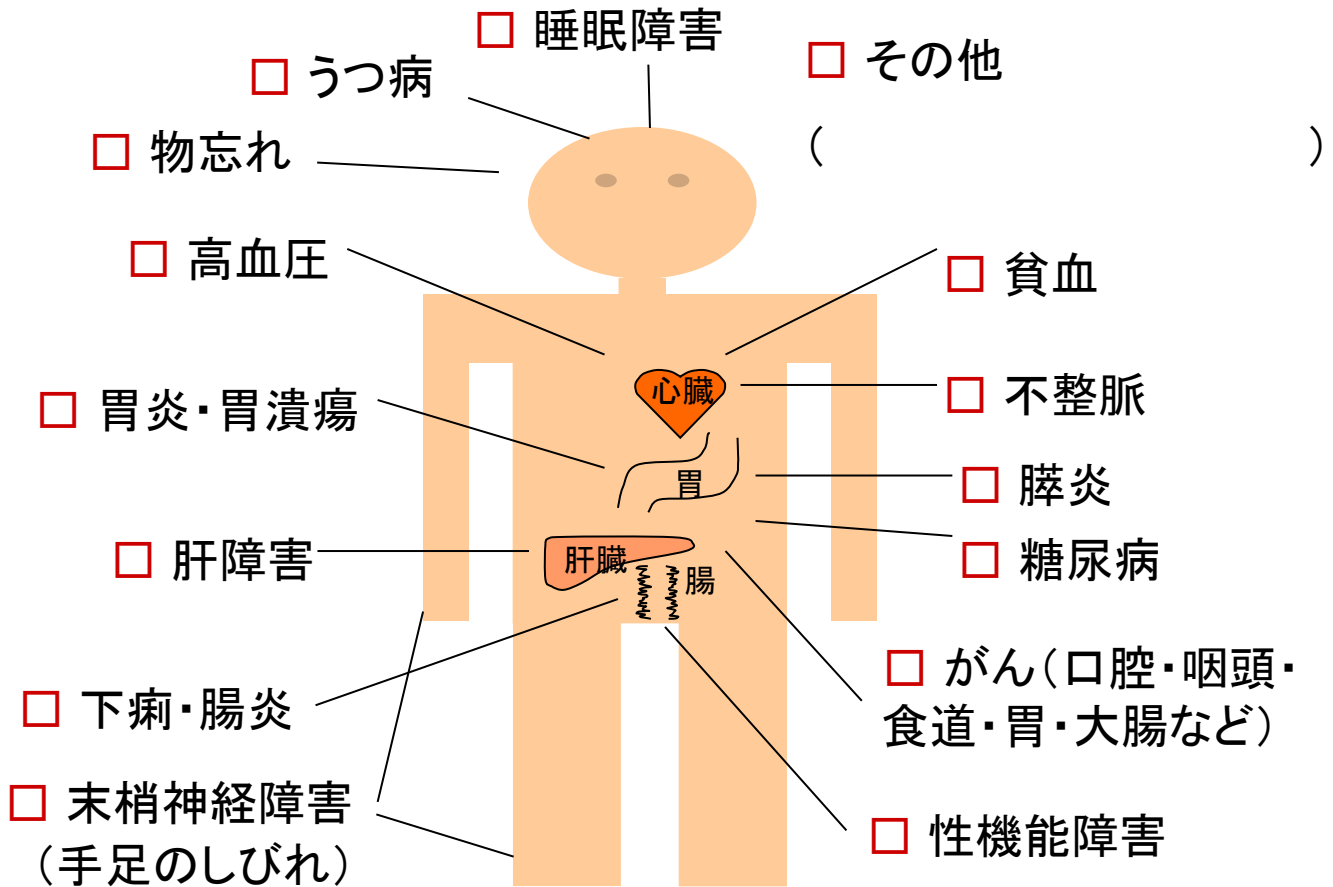 □ 睡眠障害
□ その他
□ うつ病
( )
□ 物忘れ
□ 高血圧
□ 貧血
心臓
□ 不整脈
□ 胃炎・胃潰瘍
胃
□ 膵炎
□ 肝障害
肝臓
□ 糖尿病
腸
□ がん(口腔・咽頭・
食道・胃・大腸など)
□ 下痢・腸炎
□ 末梢神経障害
(手足のしびれ)
□ 性機能障害